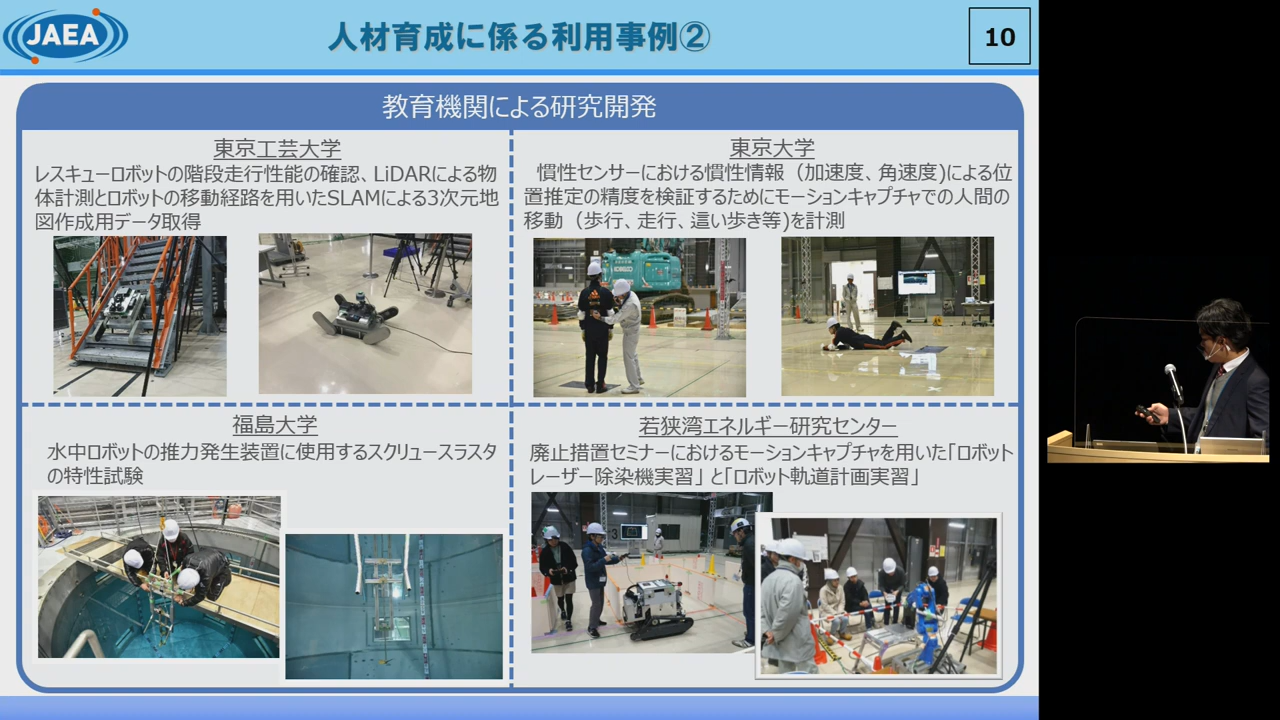 JAEA
人材育成に係る利用事例②
10
教育機関による研究開発
東京工芸大学
レスキューロボットの階段走行性能の確認、LiDARによる物
体計測とロボットの移動経路を用いたSLAMによる3次元地
図作成用データ取得
東京大学
慣性センサーにおける慣性情報（加速度、角速度)による位
置推定の精度を検証するためにモーションキャプチャでの人間の
移動（歩行、走行、這い歩き等)を計測
KOBELCO
福島大学
水中ロボットの推力発生装置に使用するスクリュースラスタ
の特性試験
若狭湾エネルギー研究センター
廃止措置セミナーにおけるモーションキャプチャを用いた「ロボット
レーザー除染機実習」と「ロボット軌道計画実習」